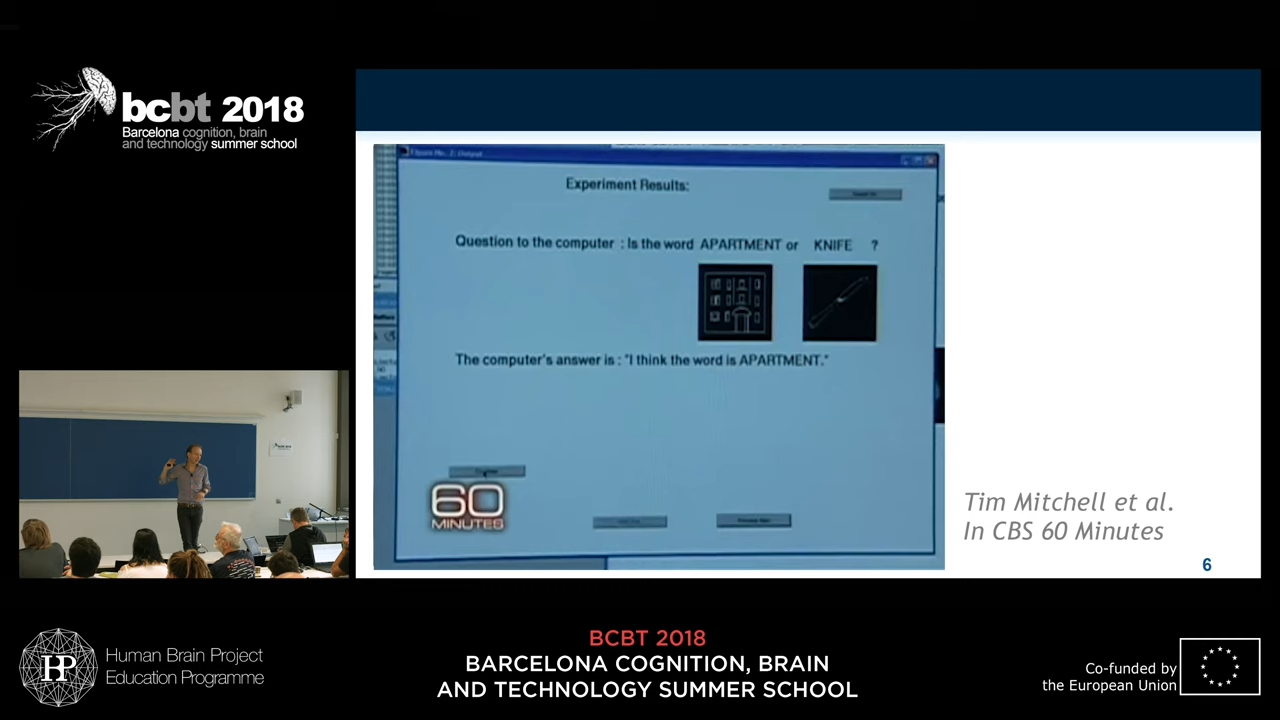 bcbt 2018
Barcelona cognition, brain
and technology summer school
Experiment Results:
Question to the computer : Is the word APARTMENT or KNIFE ?
The computer's answer is : "I think the word is APARTMENT."
60
MINUTES
Tim Mitchell et al.
In CBS 60 Minutes
6
HP
Human Brain Project
Education Programme
BCBT 2018
BARCELONA COGNITION, BRAIN
AND TECHNOLOGY SUMMER SCHOOL
Co-funded by
the European Union